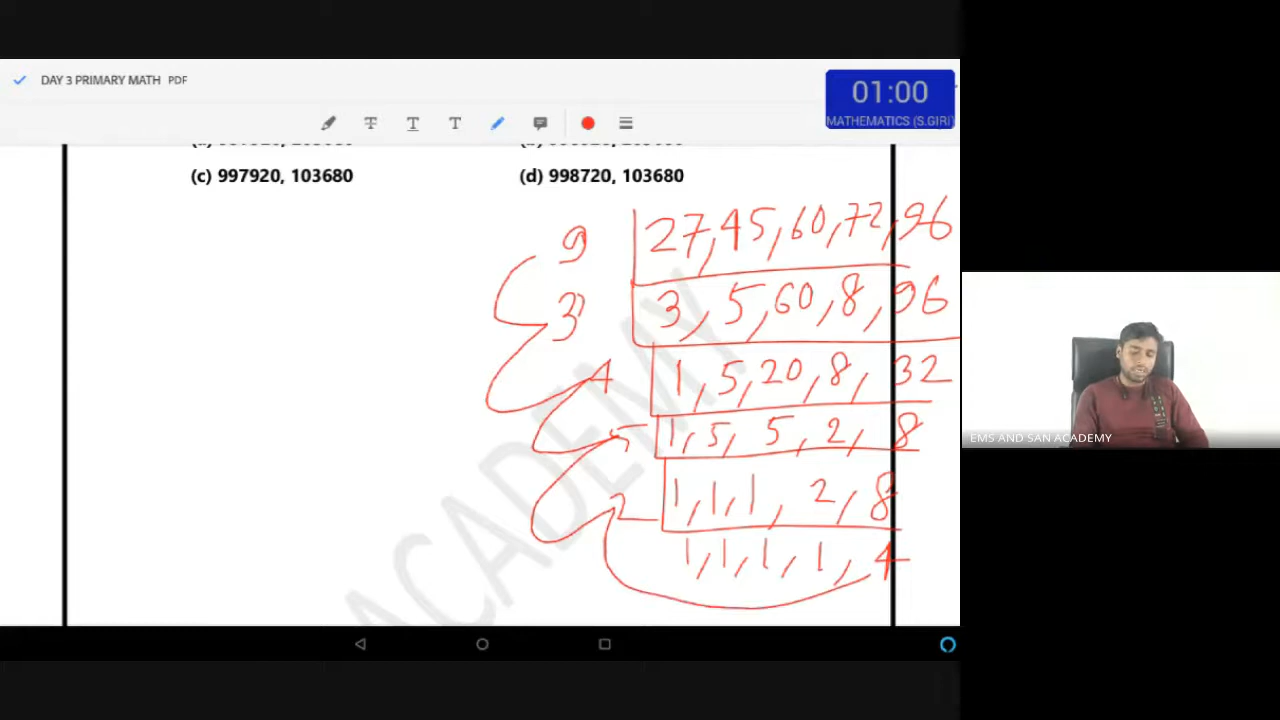 DAY 3 PRIMARY MATH PDF
01:00
MATHEMATICS (S.GIRI)
(c) 997920, 103680
(d) 998720, 103680
9 27, 45, 60, 72, 96
3 3, 5, 60, 8, 96
4 1, 5, 20, 8, 32
5 1, 5, 5, 2, 8
2 1, 1, 1, 2, 8
1, 1, 1, 1, 4
ACADEMY
EMS AND SAN ACADEMY